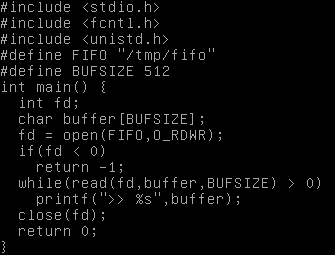 #include <stdio.h>
#include <fcntl.h>
#include <unistd.h>
#define FIFO "/tmp/fifo"
#define BUFSIZE 512
int main() {
  int fd;
  char buffer[BUFSIZE];
  fd = open(FIFO,O_RDWR);
  if(fd < 0)
    return -1;
  while(read(fd,buffer,BUFSIZE) > 0)
    printf(">> %s",buffer);
  close(fd);
  return 0;
}